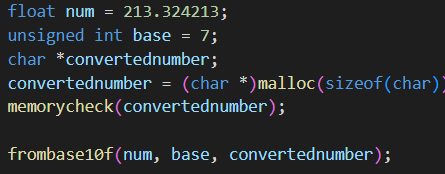 float num = 213.324213;
unsigned int base = 7;
char *convertednumber;
convertednumber = (char *)malloc(sizeof(char))
memorycheck(convertednumber);
frombase10f(num, base, convertednumber);